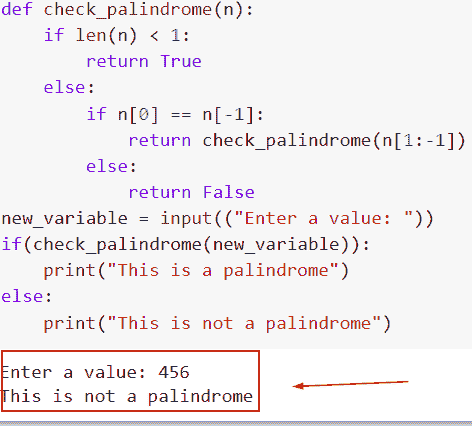 def check_palindrome(n):
    if len(n) < 1:
        return True
    else:
        if n[0] == n[-1]:
            return check_palindrome(n[1:-1])
        else:
            return False
new_variable = input(("Enter a value: "))
if(check_palindrome(new_variable)):
    print("This is a palindrome")
else:
    print("This is not a palindrome")
Enter a value: 456
This is not a palindrome